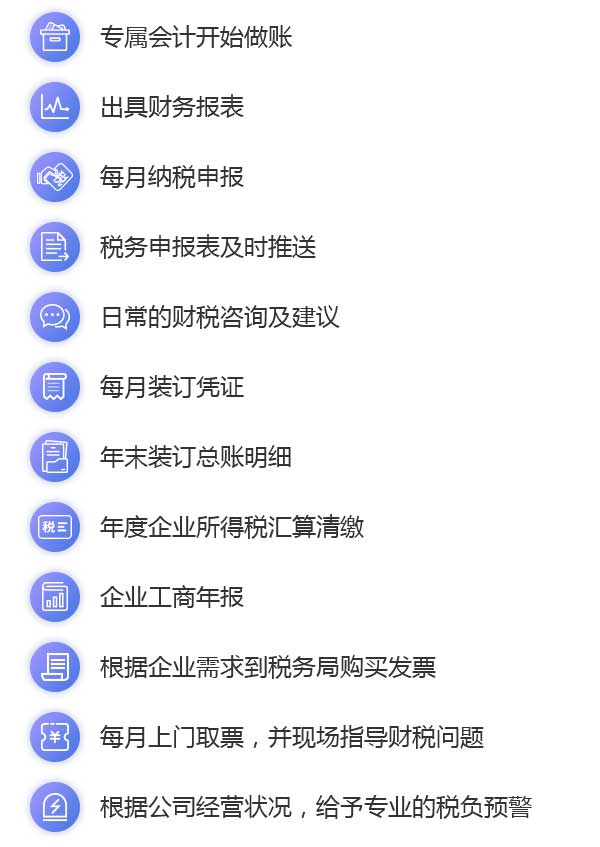 专属会计开始做账
出具财务报表
每月纳税申报
税务申报表及时推送
日常的财税咨询及建议
每月装订凭证
年末装订总账明细
税
年度企业所得税汇算清缴
企业工商年报
根据企业需求到税务局购买发票
每月上门取票，并现场指导财税问题
根据公司经营状况，给予专业的税负预警